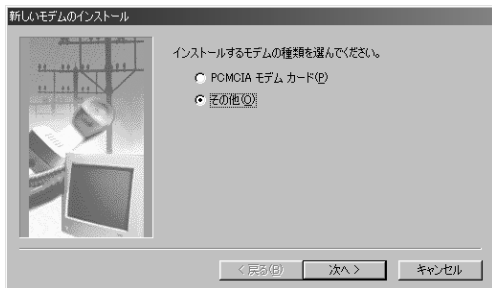 新しいモデムのインストール
インストールするモデムの種類を選んでください。
PCMCIA モデム カード(P)
その他(O)
< 戻る(B)
次へ >
キャンセル